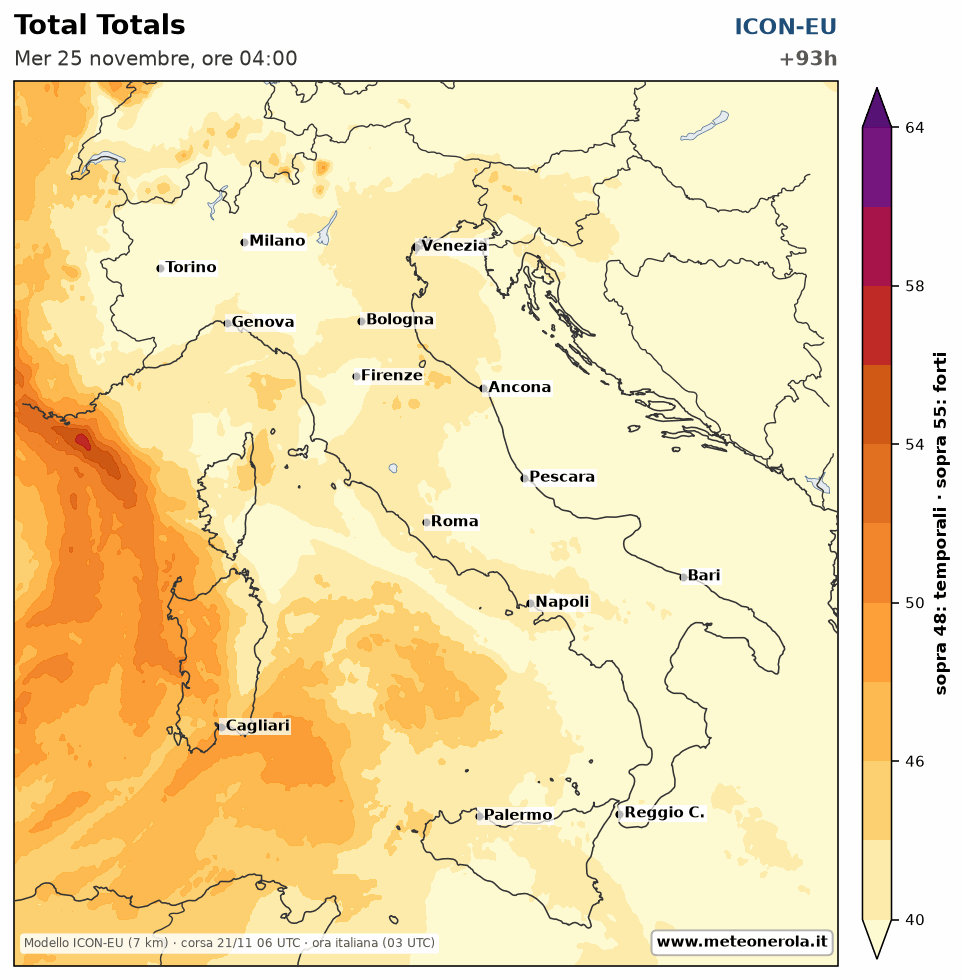 Total Totals
ICON-EU
Mer 25 novembre, ore 04:00
+93h
Milano
Venezia
Torino
Genova
Bologna
Firenze
Ancona
Pescara
Roma
Bari
Napoli
Cagliari
Palermo
Reggio C.
64
58
54
50
46
40
sopra 48: temporali · sopra 55: forti
Modello ICON-EU (7 km) · corsa 21/11 06 UTC · ora italiana (03 UTC)
www.meteonerola.it